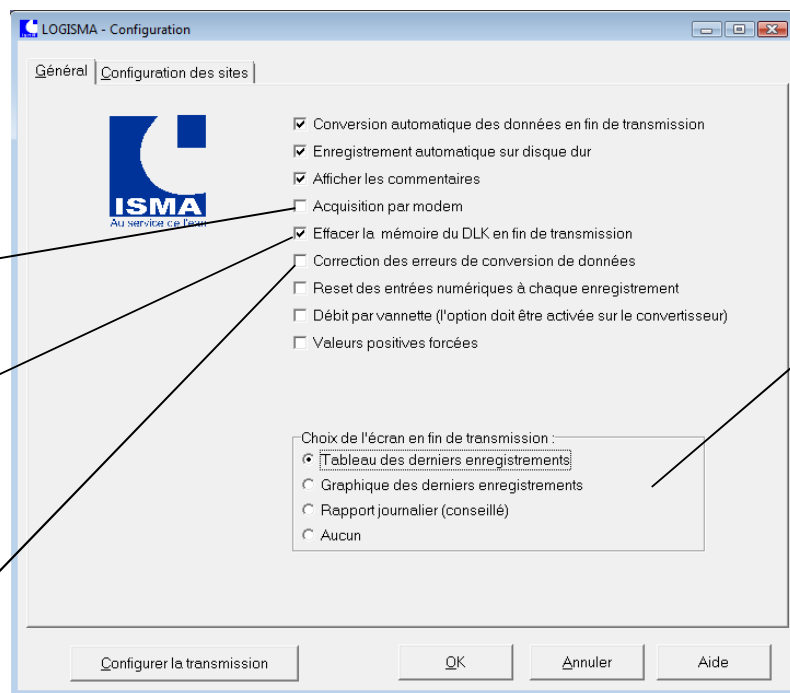 LOGISMA - Configuration
Général
Configuration des sites
ISMA
Au service de l'eau
Conversion automatique des données en fin de transmission
Enregistrement automatique sur disque dur
Afficher les commentaires
Acquisition par modem
Effacer la mémoire du DLK en fin de transmission
Correction des erreurs de conversion de données
Reset des entrées numériques à chaque enregistrement
Débit par vannette (l'option doit être activée sur le convertisseur)
Valeurs positives forcées
Choix de l'écran en fin de transmission :
Tableau des derniers enregistrements
Graphique des derniers enregistrements
Rapport journalier (conseillé)
Aucun
Configurer la transmission
OK
Annuler
Aide